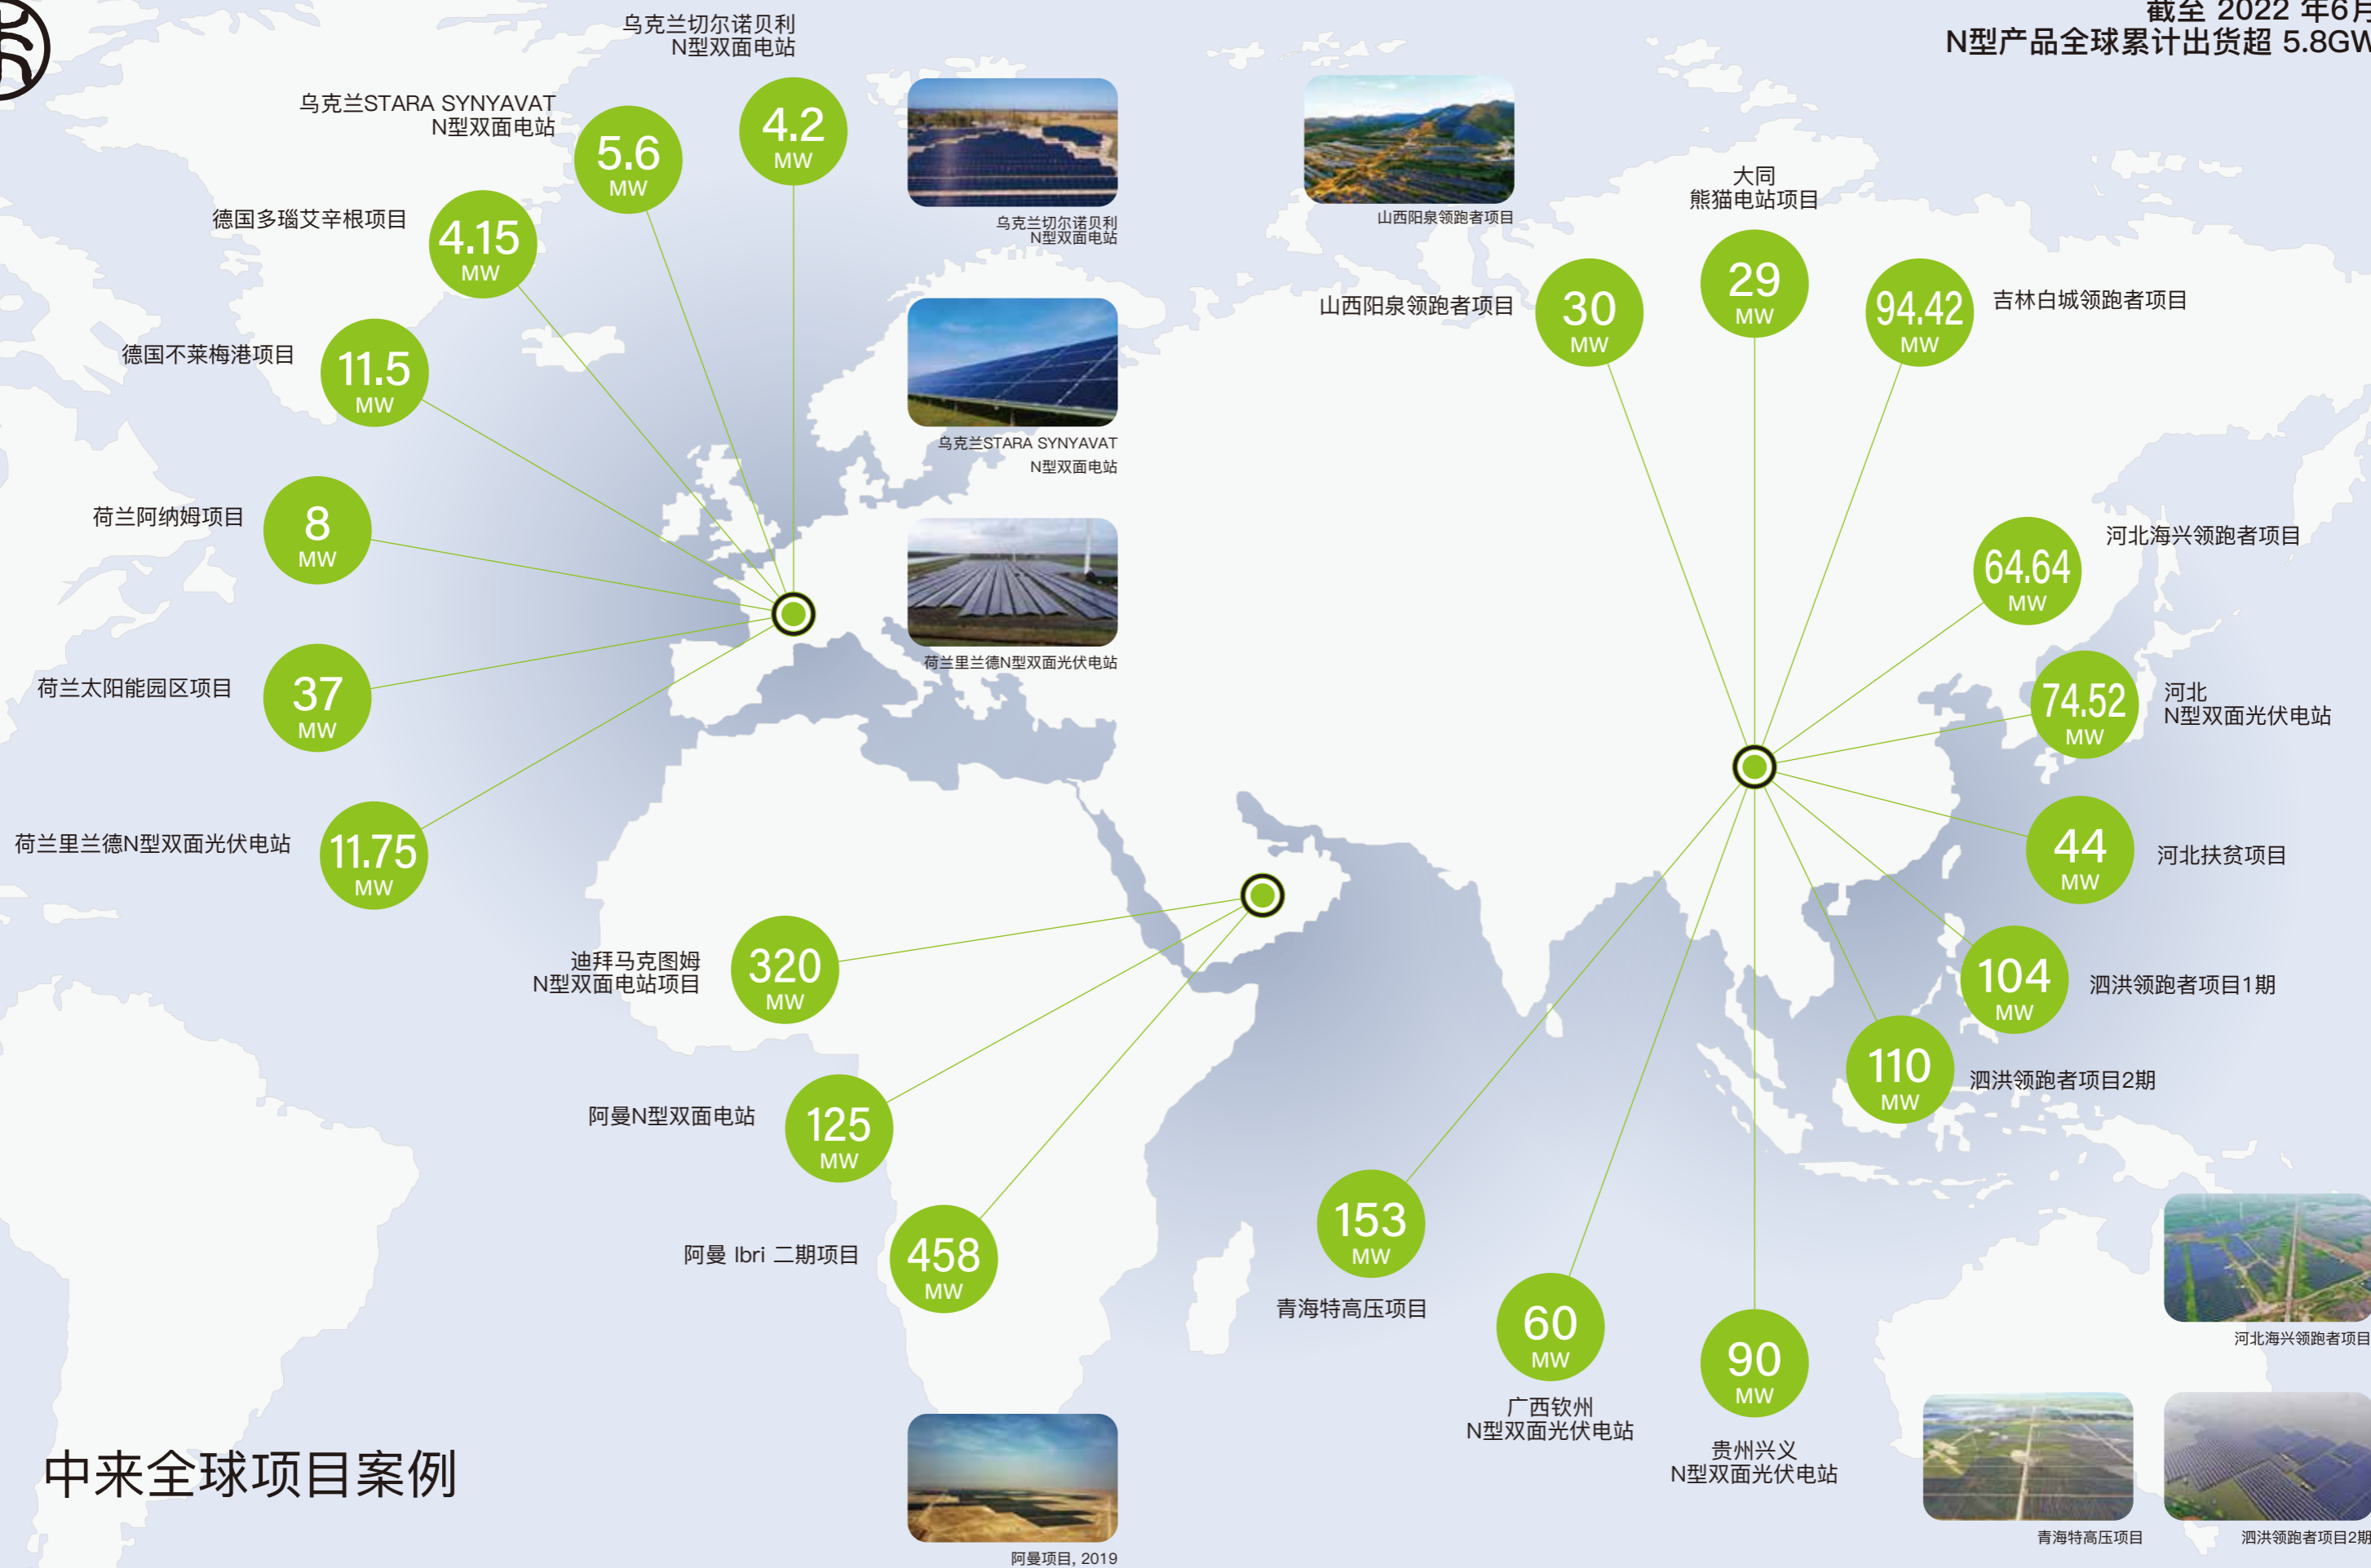 截至 2022 年6月
N型产品全球累计出货超 5.8GW
乌克兰切尔诺贝利
N型双面电站
4.2
MW
乌克兰STARA SYNYAVAT
N型双面电站
5.6
MW
德国多瑙艾辛根项目
4.15
MW
德国不莱梅港项目
11.5
MW
荷兰阿纳姆项目
8
MW
荷兰太阳能园区项目
37
MW
荷兰里兰德N型双面光伏电站
11.75
MW
乌克兰切尔诺贝利
N型双面电站
乌克兰STARA SYNYAVAT
N型双面电站
荷兰里兰德N型双面光伏电站
迪拜马克图姆
N型双面电站项目
320
MW
阿曼N型双面电站
125
MW
阿曼 Ibri 二期项目
458
MW
阿曼项目, 2019
山西阳泉领跑者项目
山西阳泉领跑者项目
30
MW
大同
熊猫电站项目
29
MW
94.42
MW
吉林白城领跑者项目
64.64
MW
河北海兴领跑者项目
74.52
MW
河北
N型双面光伏电站
44
MW
河北扶贫项目
104
MW
泗洪领跑者项目1期
110
MW
泗洪领跑者项目2期
153
MW
青海特高压项目
60
MW
广西钦州
N型双面光伏电站
90
MW
贵州兴义
N型双面光伏电站
河北海兴领跑者项目
青海特高压项目
泗洪领跑者项目2期
中来全球项目案例